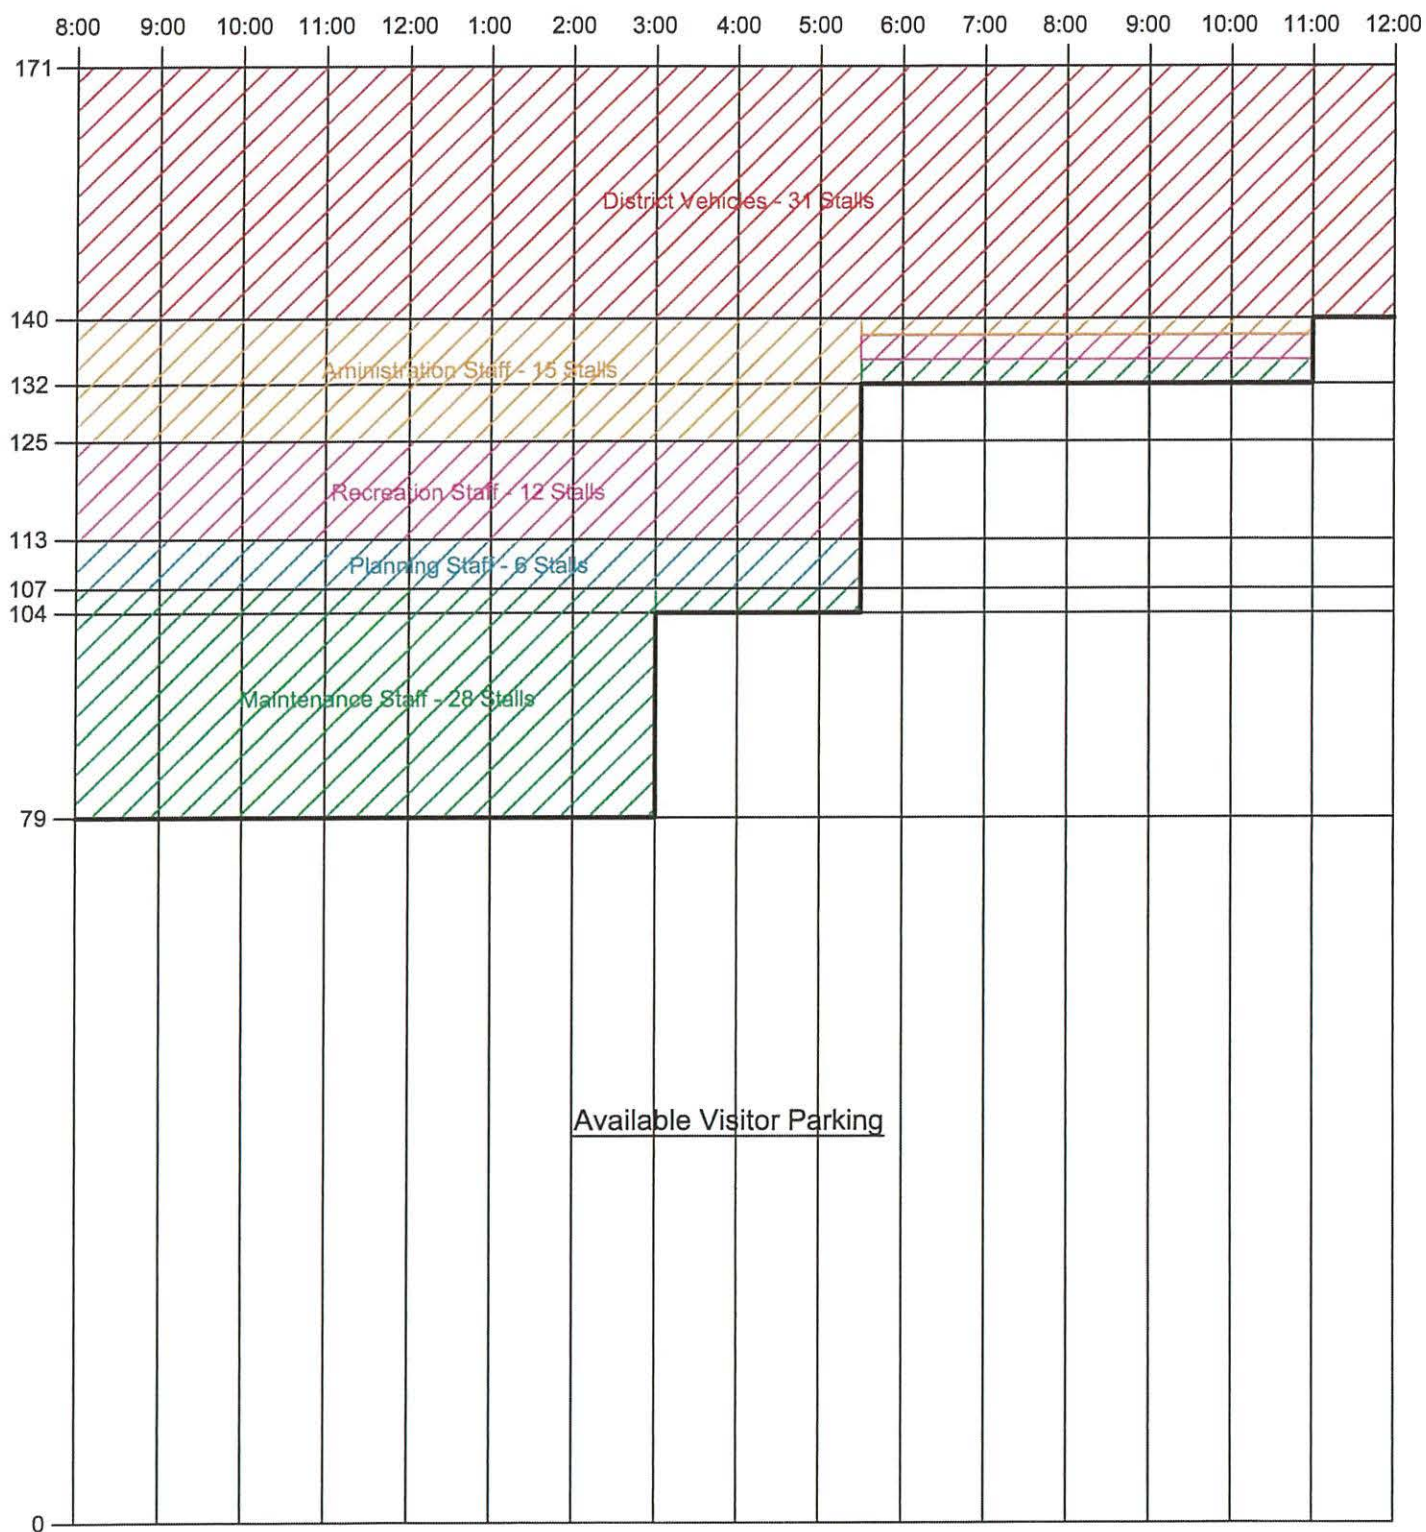 8:00 9:00 10:00 11:00 12:00 1:00 2:00 3:00 4:00 5:00 6:00 7:00 8:00 9:00 10:00 11:00 12:00
171
District Vehicles - 31 Stalls
140
Aministration Staff - 15 Stalls
132
125
Recreation Staff - 12 Stalls
113
Planning Staff - 6 Stalls
107
104
Maintenance Staff - 28 Stalls
79
Available Visitor Parking
0